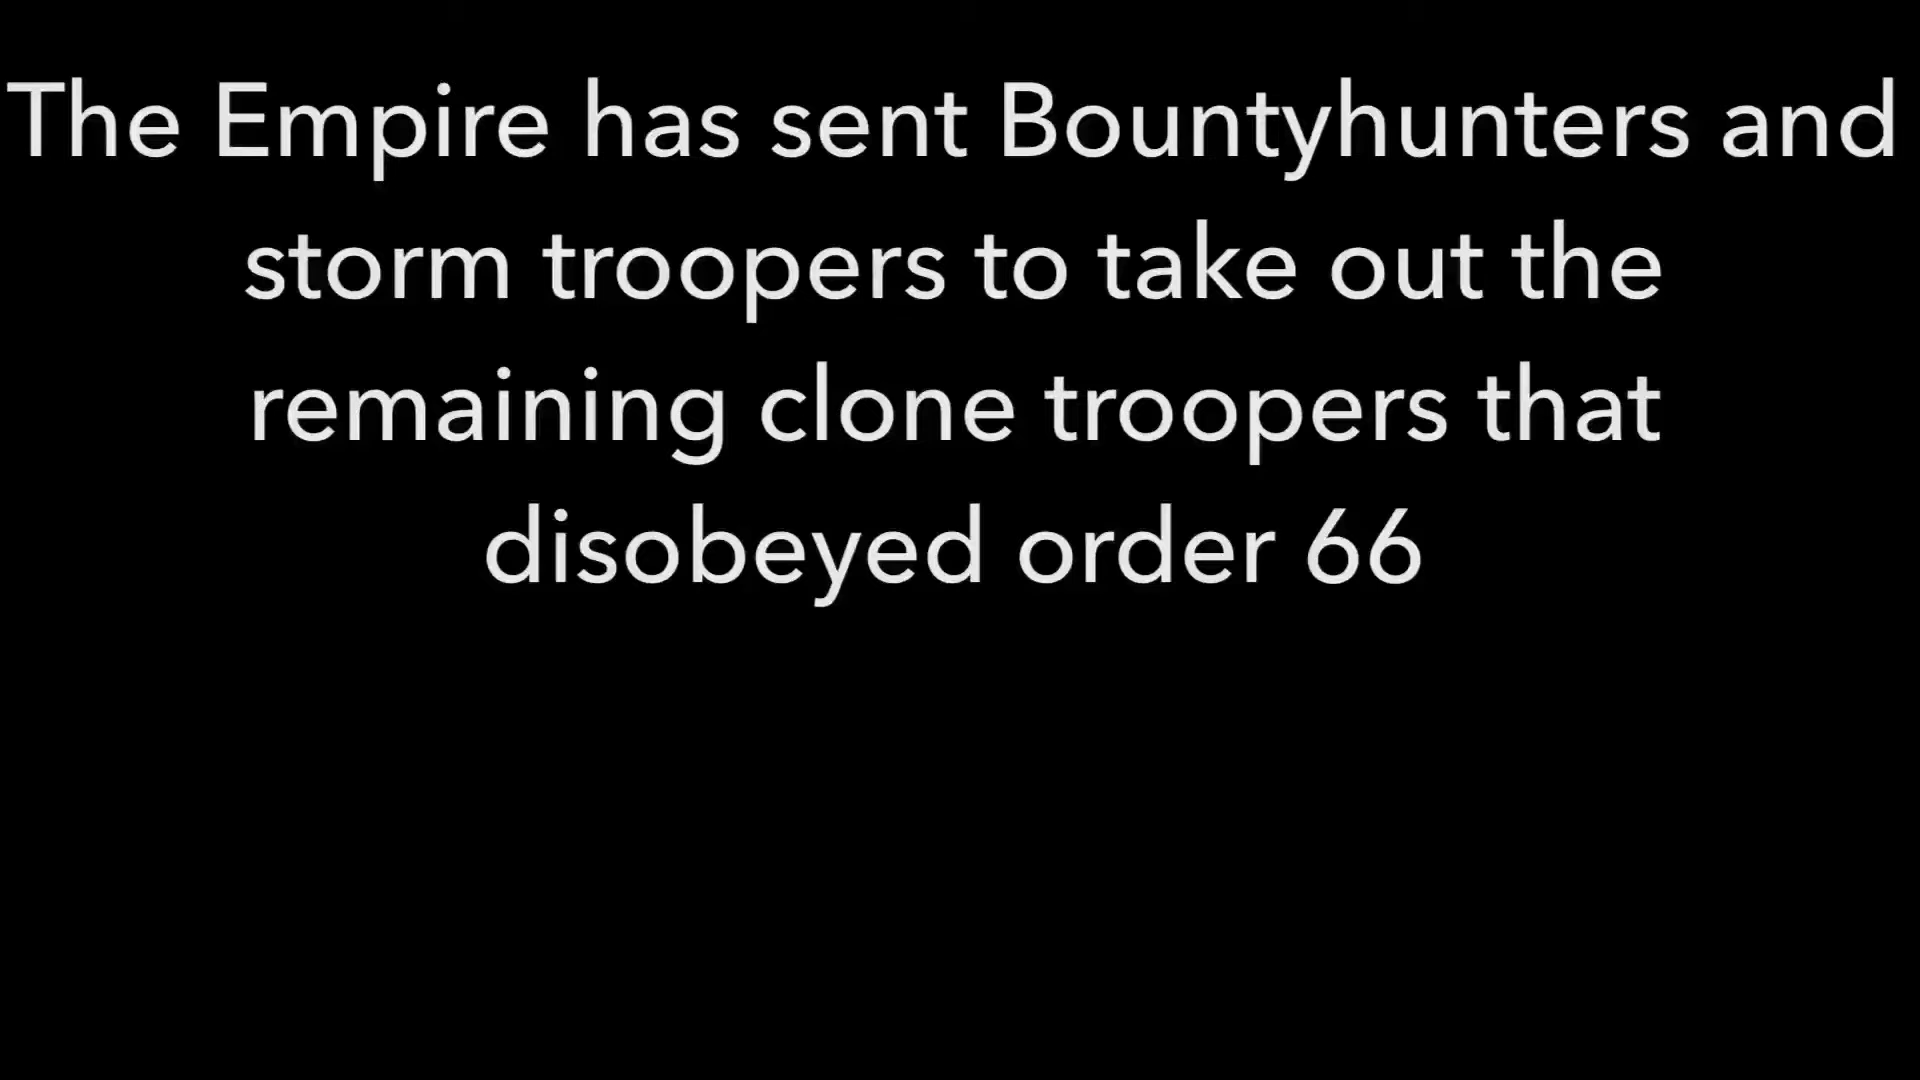 The Empire has sent Bountyhunters and
storm troopers to take out the
remaining clone troopers that
disobeyed order 66